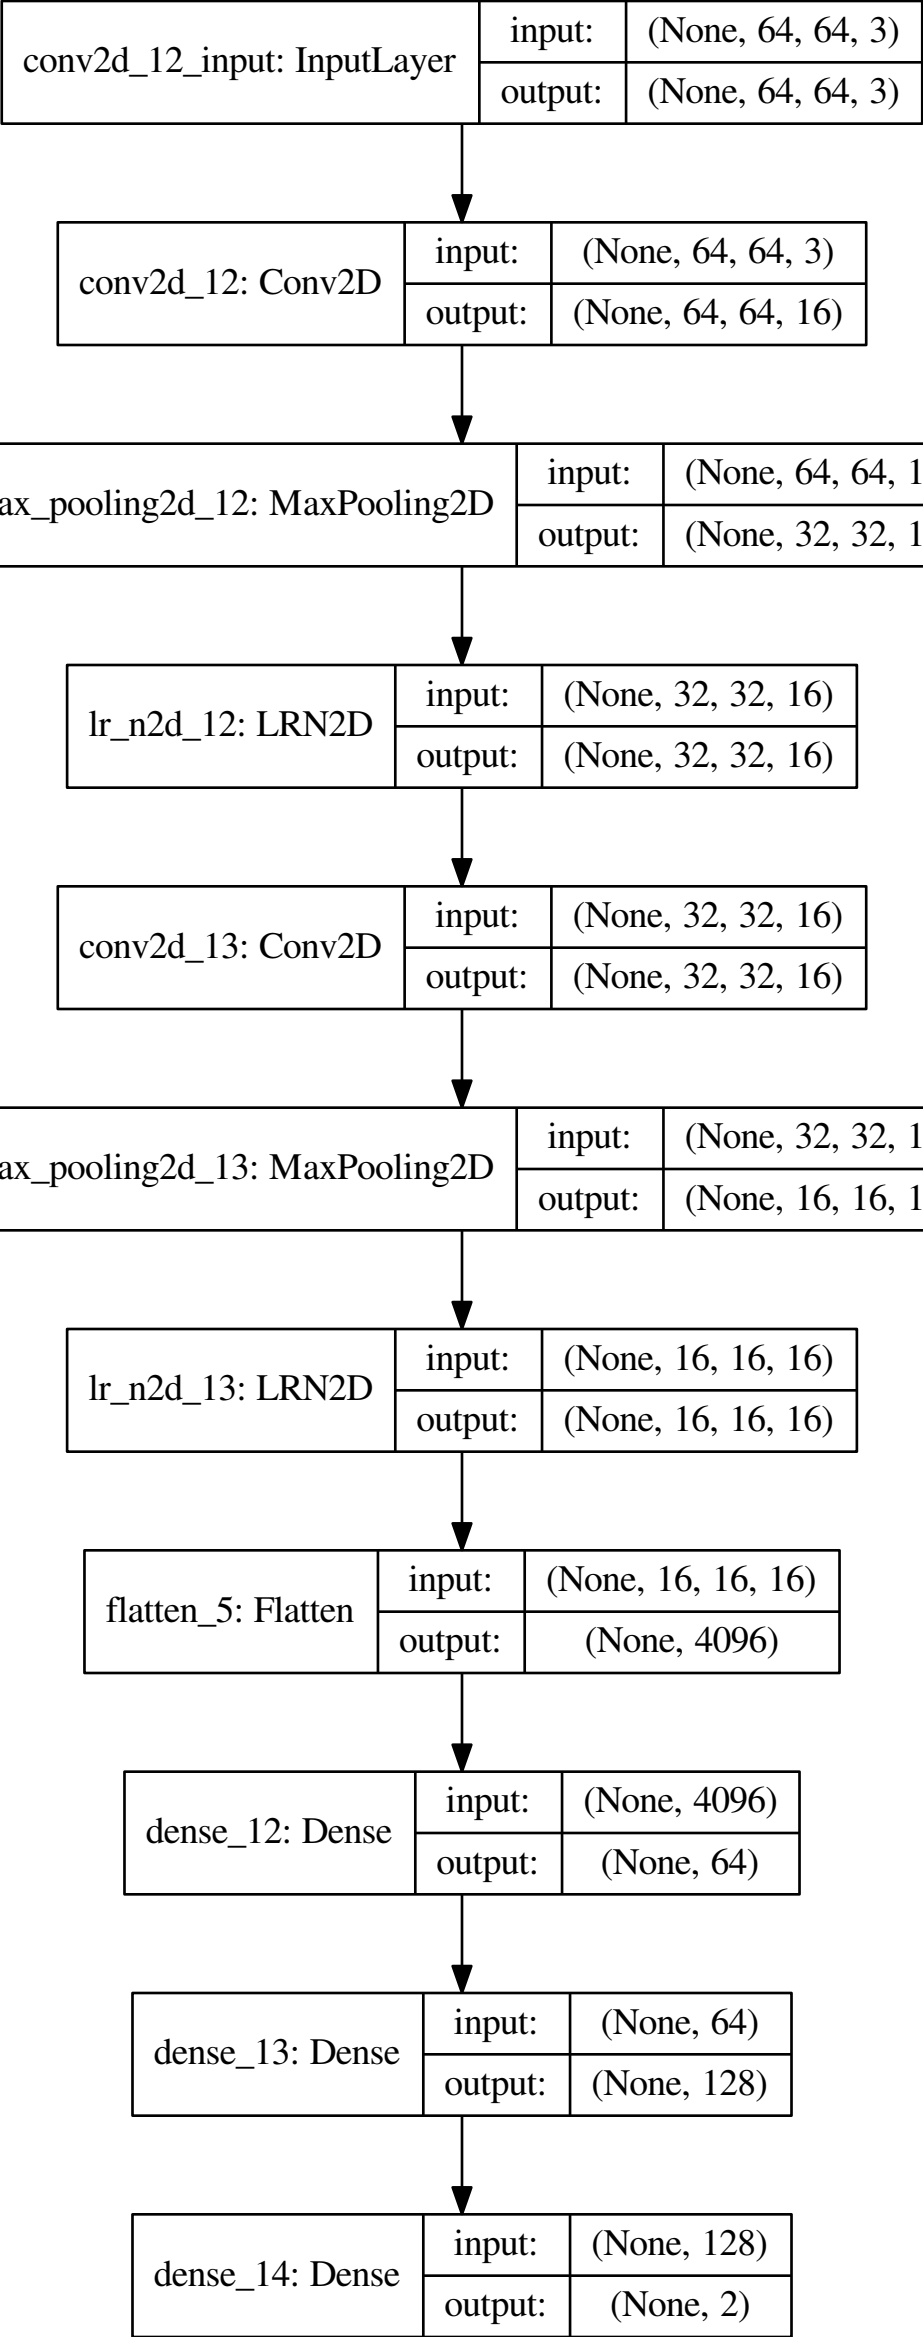 conv2d_12_input: InputLayer
input: (None, 64, 64, 3)
output: (None, 64, 64, 3)
conv2d_12: Conv2D
input: (None, 64, 64, 3)
output: (None, 64, 64, 16)
ax_pooling2d_12: MaxPooling2D
input: (None, 64, 64, 1
output: (None, 32, 32, 1
lr_n2d_12: LRN2D
input: (None, 32, 32, 16)
output: (None, 32, 32, 16)
conv2d_13: Conv2D
input: (None, 32, 32, 16)
output: (None, 32, 32, 16)
ax_pooling2d_13: MaxPooling2D
input: (None, 32, 32, 1
output: (None, 16, 16, 1
lr_n2d_13: LRN2D
input: (None, 16, 16, 16)
output: (None, 16, 16, 16)
flatten_5: Flatten
input: (None, 16, 16, 16)
output: (None, 4096)
dense_12: Dense
input: (None, 4096)
output: (None, 64)
dense_13: Dense
input: (None, 64)
output: (None, 128)
dense_14: Dense
input: (None, 128)
output: (None, 2)